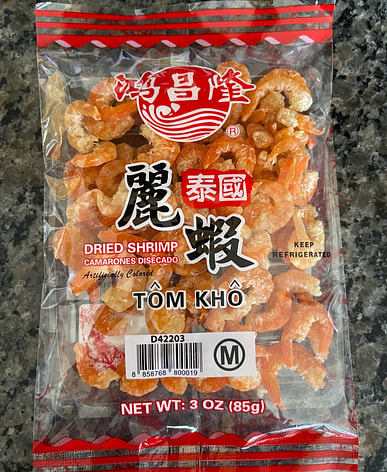 鴻昌隆
®
泰國
麗蝦
DRIED SHRIMP
CAMARONES DISECADO
Artificially Colored
KEEP
REFRIGERATED
TÔM KHÔ
D42203
8 858768 800019
M
NET WT: 3 OZ (85g)